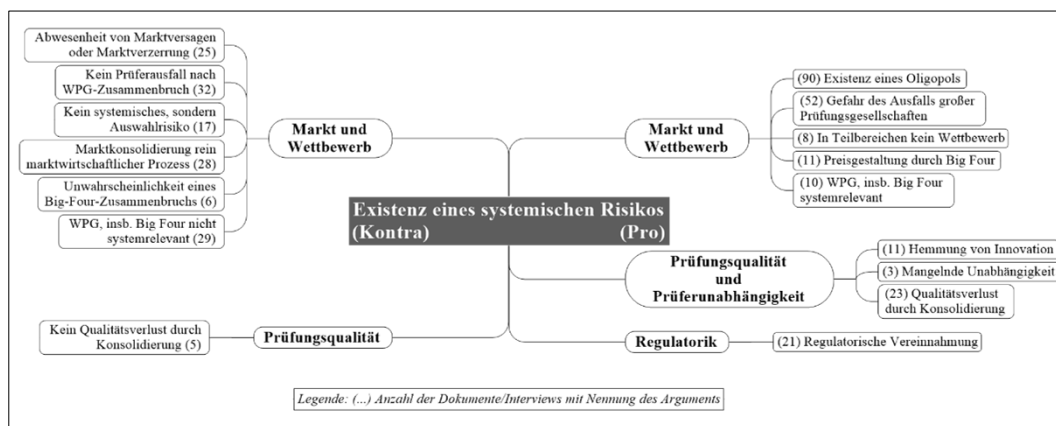 Abwesenheit von Marktversagen
oder Marktverzerrung (25)
Kein Prüferausfall nach
WPG-Zusammenbruch (32)
Kein systemisches, sondern
Auswahlrisiko (17)
Marktkonsolidierung rein
marktwirtschaftlicher Prozess (28)
Unwahrscheinlichkeit eines
Big-Four-Zusammenbruchs (6)
WPG, insb. Big Four nicht
systemrelevant (29)
Markt und
Wettbewerb
Kein Qualitätsverlust durch
Konsolidierung (5)
Prüfungsqualität
Existenz eines systemischen Risikos
(Kontra) (Pro)
Markt und
Wettbewerb
(90) Existenz eines Oligopols
(52) Gefahr des Ausfalls großer
Prüfungsgesellschaften
(8) In Teilbereichen kein Wettbewerb
(11) Preisgestaltung durch Big Four
(10) WPG, insb. Big Four
systemrelevant
Prüfungsqualität
und
Prüferunabhängigkeit
(11) Hemmung von Innovation
(3) Mangelnde Unabhängigkeit
(23) Qualitätsverlust
durch Konsolidierung
Regulatorik
(21) Regulatorische Vereinnahmung
Legende: (...) Anzahl der Dokumente/Interviews mit Nennung des Arguments